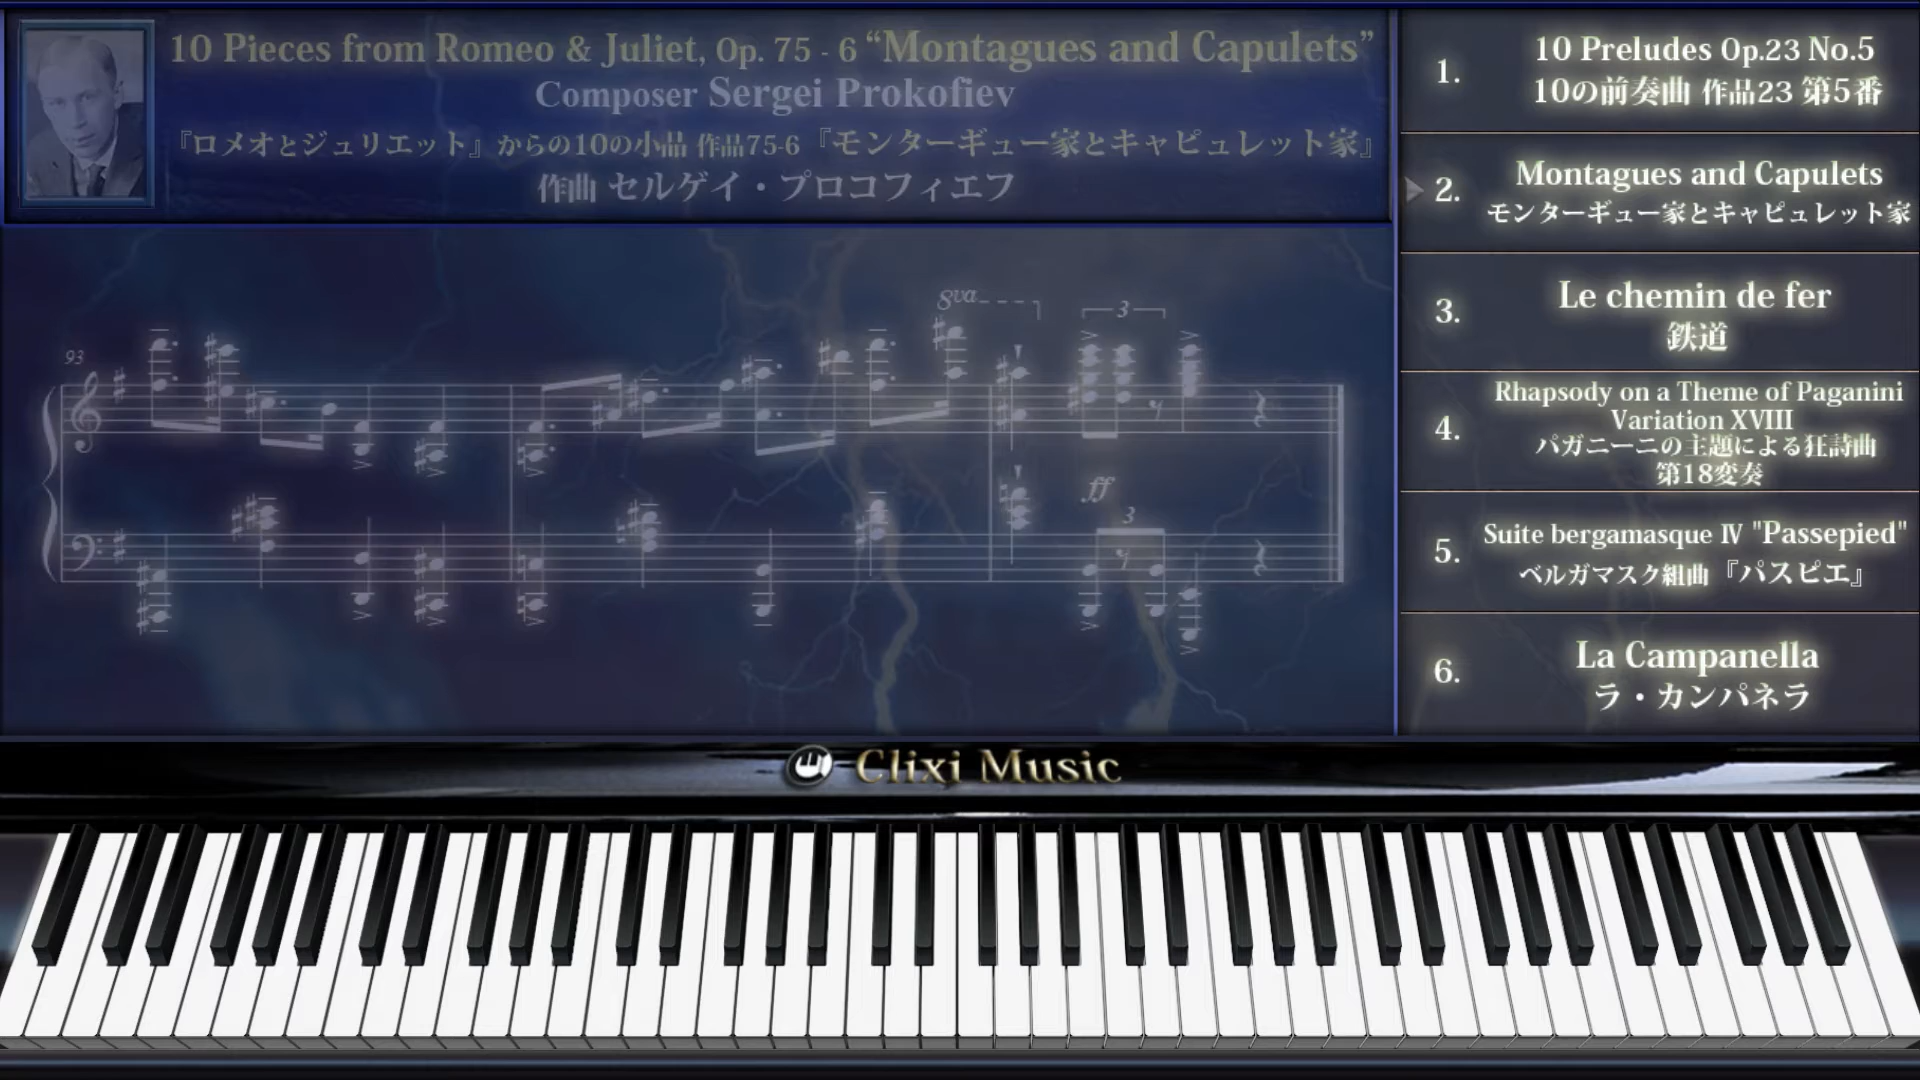 10 Pieces from Romeo & Juliet, Op. 75 - 6 “Montagues and Capulets”
Composer Sergei Prokofiev
『ロメオとジュリエット』からの10の小品 作品75-6『モンターギュー家とキャピュレット家』
作曲 セルゲイ・プロコフィエフ
93
8va
3
ff
3
1.
10 Preludes Op.23 No.5
10の前奏曲 作品23 第5番
2.
Montagues and Capulets
モンターギュー家とキャピュレット家
3.
Le chemin de fer
鉄道
4.
Rhapsody on a Theme of Paganini
Variation XVIII
パガニーニの主題による狂詩曲
第18変奏
5.
Suite bergamasque Ⅳ "Passepied"
ベルガマスク組曲『パスピエ』
6.
La Campanella
ラ・カンパネラ
Clixi Music